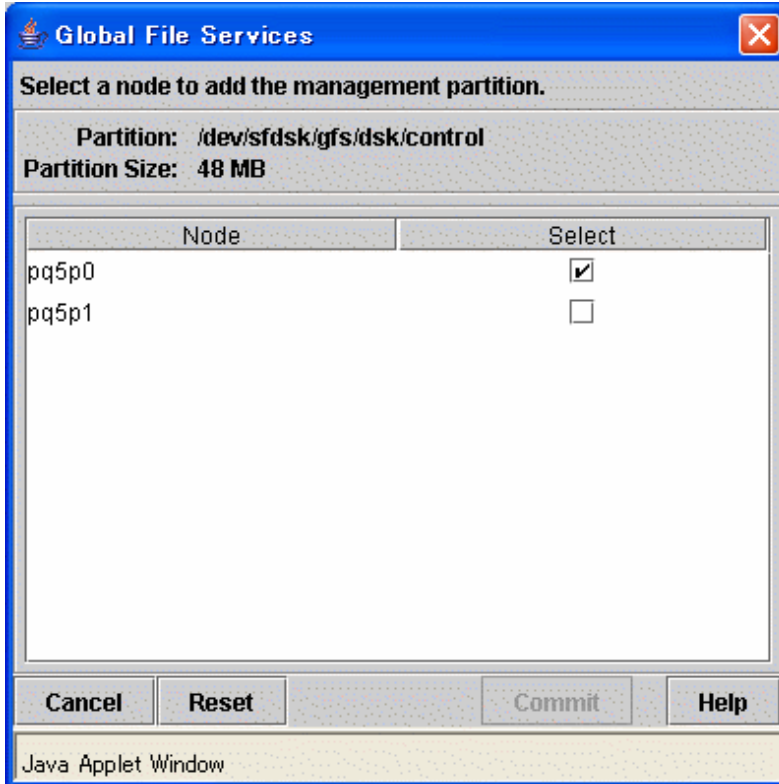 Global File Services
Select a node to add the management partition.
Partition: /dev/sfdsk/gfs/dsk/control
Partition Size: 48 MB
Node Select
pq5p0
pq5p1
Cancel Reset Commit Help
Java Applet Window